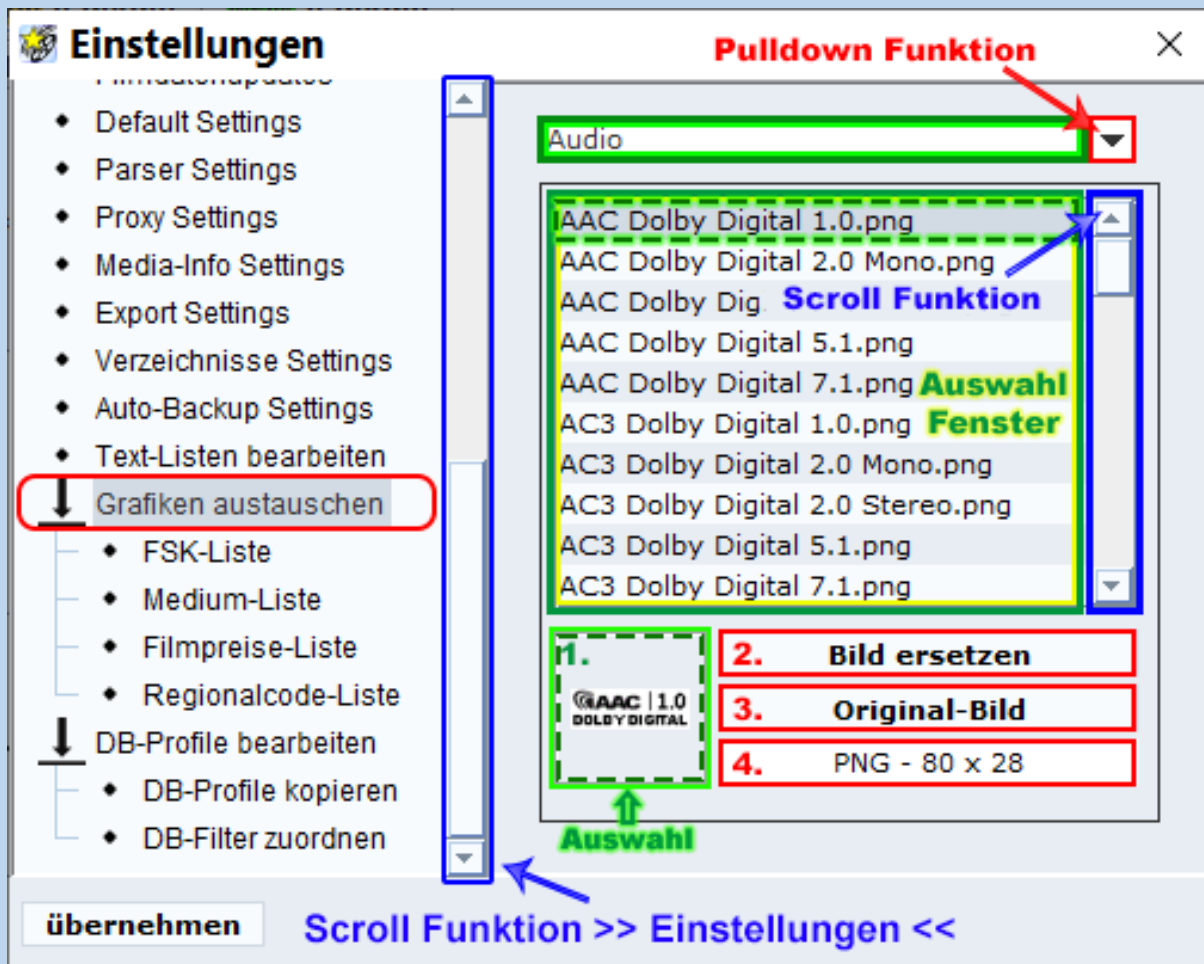 Einstellungen
Pulldown Funktion
Default Settings
Parser Settings
Proxy Settings
Media-Info Settings
Export Settings
Verzeichnisse Settings
Auto-Backup Settings
Text-Listen bearbeiten
Grafiken austauschen
FSK-Liste
Medium-Liste
Filmpreise-Liste
Regionalcode-Liste
DB-Profile bearbeiten
DB-Profile kopieren
DB-Filter zuordnen
Audio
AAC Dolby Digital 1.0.png
AAC Dolby Digital 2.0 Mono.png
AAC Dolby Dig
Scroll Funktion
AAC Dolby Digital 5.1.png
AAC Dolby Digital 7.1.png
Auswahl
Fenster
AC3 Dolby Digital 1.0.png
AC3 Dolby Digital 2.0 Mono.png
AC3 Dolby Digital 2.0 Stereo.png
AC3 Dolby Digital 5.1.png
AC3 Dolby Digital 7.1.png
1.
AAC | 1.0
DOLBY DIGITAL
2. Bild ersetzen
3. Original-Bild
4. PNG - 80 x 28
Auswahl
übernehmen
Scroll Funktion >> Einstellungen <<